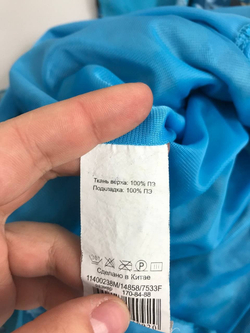 Ткань верха: 100% ПЭ
Подкладка: 100% ПЭ
Сделано в Китае
11400238М/14858/7533F
170-84-88